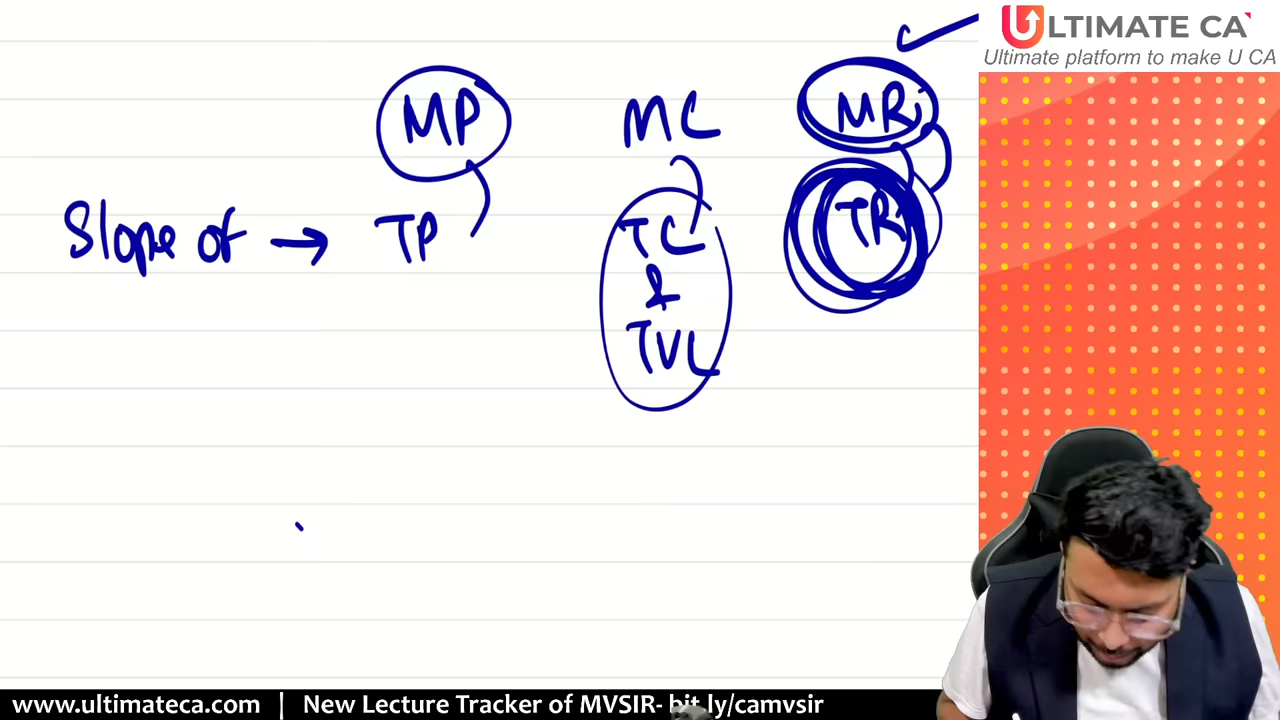 ULTIMATE CA
Ultimate platform to make U CA
MP MC MR
Slope of → TP TC TR
&
TVC
www.ultimateca.com | New Lecture Tracker of MVSIR- bit.ly/camvsir